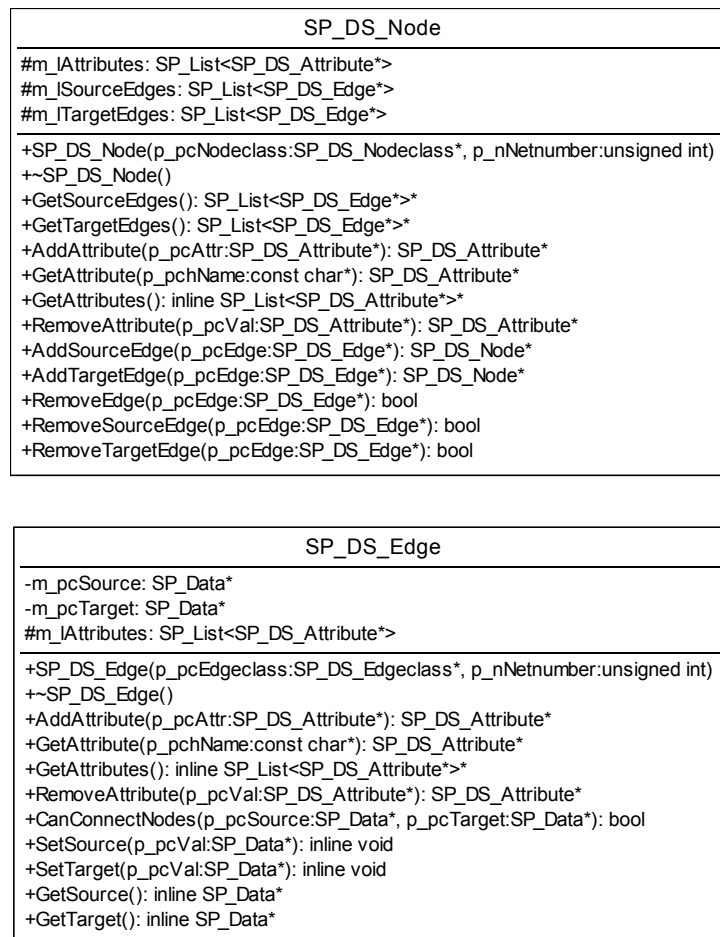 SP_DS_Node
#m_lAttributes: SP_List<SP_DS_Attribute*>
#m_lSourceEdges: SP_List<SP_DS_Edge*>
#m_lTargetEdges: SP_List<SP_DS_Edge*>
+SP_DS_Node(p_pcNodeclass:SP_DS_Nodeclass*, p_nNetnumber:unsigned int)
+~SP_DS_Node()
+GetSourceEdges(): SP_List<SP_DS_Edge*>*
+GetTargetEdges(): SP_List<SP_DS_Edge*>*
+AddAttribute(p_pcAttr:SP_DS_Attribute*): SP_DS_Attribute*
+GetAttribute(p_pchName:const char*): SP_DS_Attribute*
+GetAttributes(): inline SP_List<SP_DS_Attribute*>*
+RemoveAttribute(p_pcVal:SP_DS_Attribute*): SP_DS_Attribute*
+AddSourceEdge(p_pcEdge:SP_DS_Edge*): SP_DS_Node*
+AddTargetEdge(p_pcEdge:SP_DS_Edge*): SP_DS_Node*
+RemoveEdge(p_pcEdge:SP_DS_Edge*): bool
+RemoveSourceEdge(p_pcEdge:SP_DS_Edge*): bool
+RemoveTargetEdge(p_pcEdge:SP_DS_Edge*): bool
SP_DS_Edge
-m_pcSource: SP_Data*
-m_pcTarget: SP_Data*
#m_lAttributes: SP_List<SP_DS_Attribute*>
+SP_DS_Edge(p_pcEdgeclass:SP_DS_Edgeclass*, p_nNetnumber:unsigned int)
+~SP_DS_Edge()
+AddAttribute(p_pcAttr:SP_DS_Attribute*): SP_DS_Attribute*
+GetAttribute(p_pchName:const char*): SP_DS_Attribute*
+GetAttributes(): inline SP_List<SP_DS_Attribute*>*
+RemoveAttribute(p_pcVal:SP_DS_Attribute*): SP_DS_Attribute*
+CanConnectNodes(p_pcSource:SP_Data*, p_pcTarget:SP_Data*): bool
+SetSource(p_pcVal:SP_Data*): inline void
+SetTarget(p_pcVal:SP_Data*): inline void
+GetSource(): inline SP_Data*
+GetTarget(): inline SP_Data*